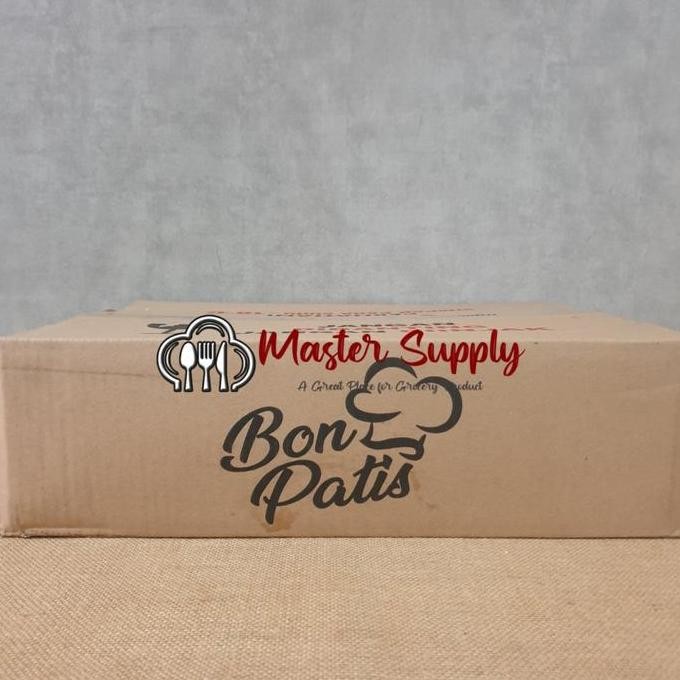 Master Supply
A Great Place for Grocery Product
Bon
Patis